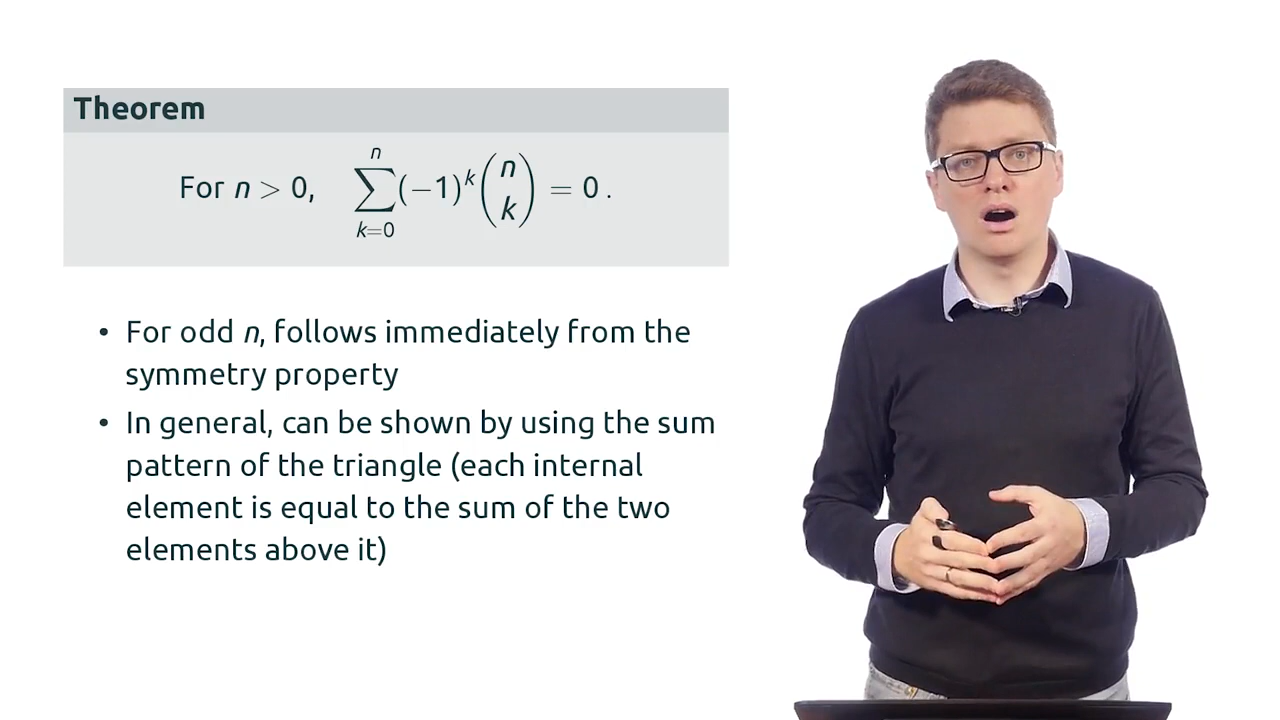 Theorem
For n > 0, \sum_{k=0}^{n} (−1)^k \binom{n}{k} = 0 .
• For odd n, follows immediately from the
symmetry property
• In general, can be shown by using the sum
pattern of the triangle (each internal
element is equal to the sum of the two
elements above it)